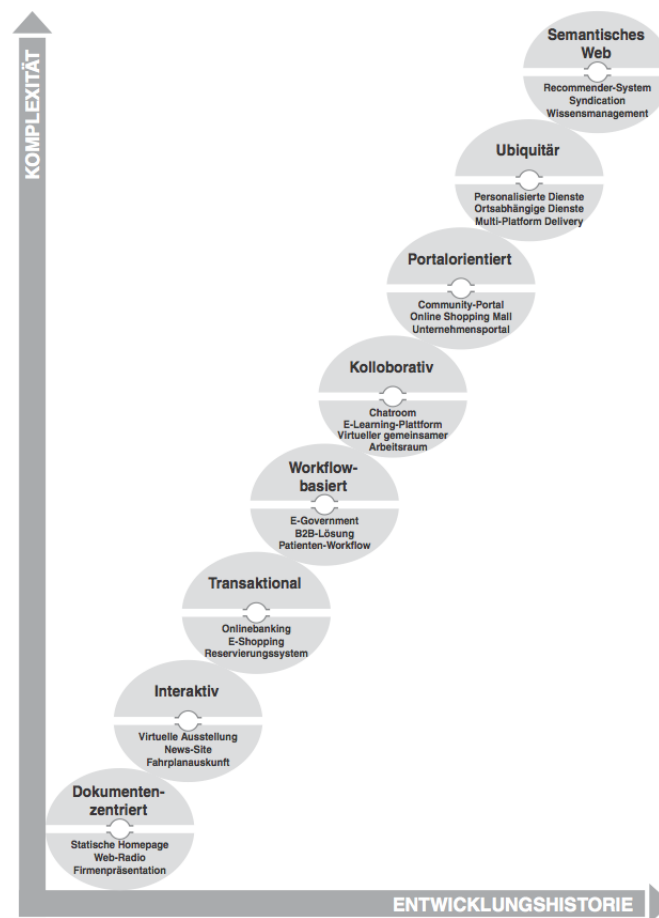 KOMPLEXITÄT
Semantisches
Web
Recommender-System
Syndication
Wissensmanagement
Ubiquitär
Personalisierte Dienste
Ortsabhängige Dienste
Multi-Platform Delivery
Portalorientiert
Community-Portal
Online Shopping Mall
Unternehmensportal
Kolloborativ
Chatroom
E-Learning-Plattform
Virtueller gemeinsamer
Arbeitsraum
Workflow-
basiert
E-Government
B2B-Lösung
Patienten-Workflow
Transaktional
Onlinebanking
E-Shopping
Reservierungssystem
Interaktiv
Virtuelle Ausstellung
News-Site
Fahrplanauskunft
Dokumenten-
zentriert
Statische Homepage
Web-Radio
Firmenpräsentation
ENTWICKLUNGSHISTORIE